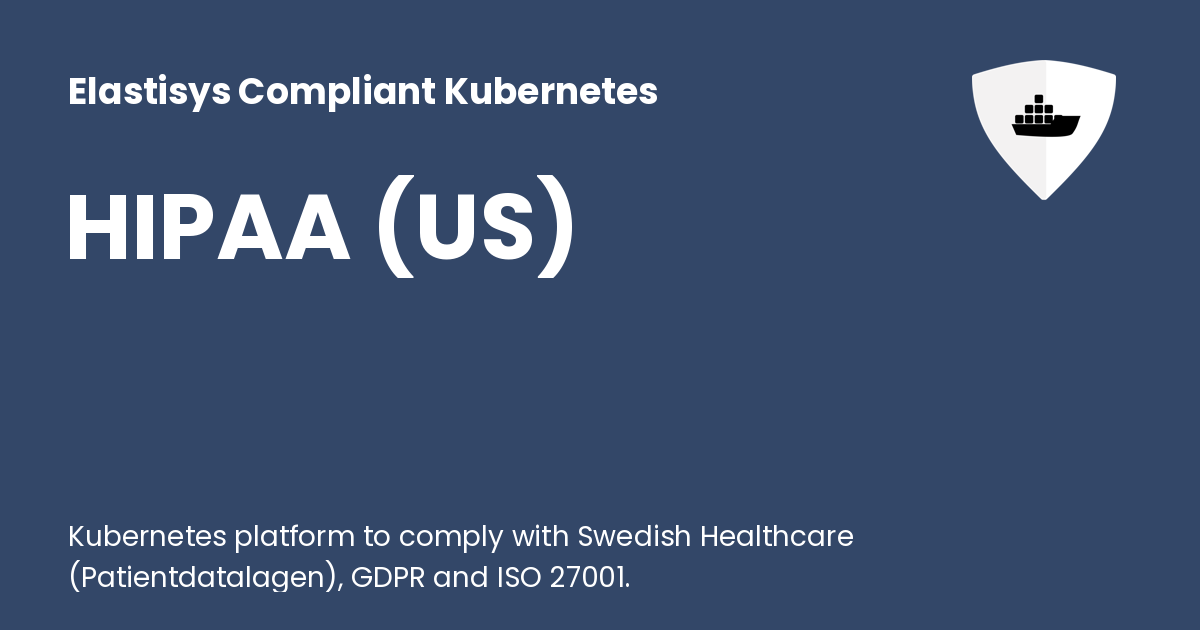 Elastisys Compliant Kubernetes
HIPAA (US)
Kubernetes platform to comply with Swedish Healthcare
(Patientdatalagen), GDPR and ISO 27001.